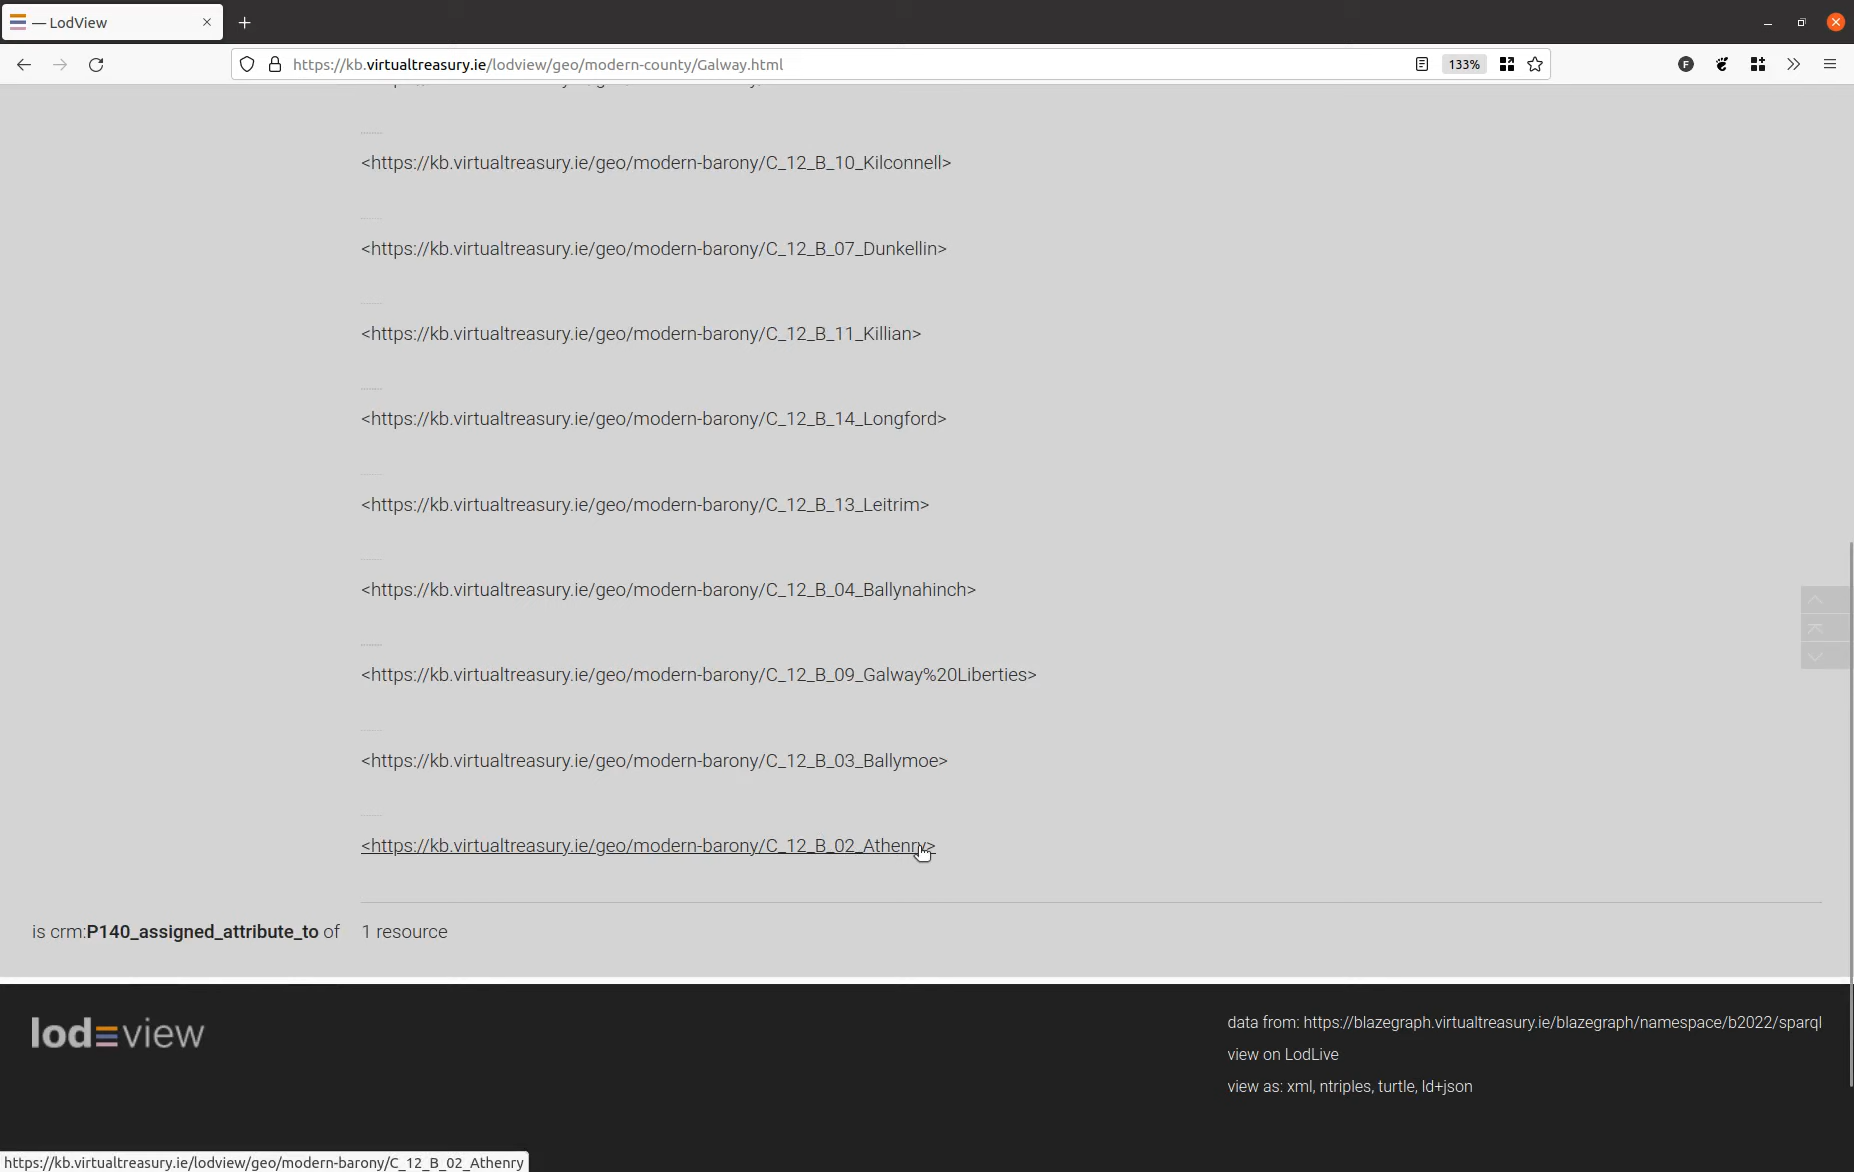 — LodView
https://kb.virtualtreasury.ie/lodview/geo/modern-county/Galway.html
133%
F
<https://kb.virtualtreasury.ie/geo/modern-barony/C_12_B_10_Kilconnell>
<https://kb.virtualtreasury.ie/geo/modern-barony/C_12_B_07_Dunkellin>
<https://kb.virtualtreasury.ie/geo/modern-barony/C_12_B_11_Killian>
<https://kb.virtualtreasury.ie/geo/modern-barony/C_12_B_14_Longford>
<https://kb.virtualtreasury.ie/geo/modern-barony/C_12_B_13_Leitrim>
<https://kb.virtualtreasury.ie/geo/modern-barony/C_12_B_04_Ballynahinch>
<https://kb.virtualtreasury.ie/geo/modern-barony/C_12_B_09_Galway%20Liberties>
<https://kb.virtualtreasury.ie/geo/modern-barony/C_12_B_03_Ballymoe>
<https://kb.virtualtreasury.ie/geo/modern-barony/C_12_B_02_Athenry>
is crm:P140_assigned_attribute_to of 1 resource
lodview
data from: https://blazegraph.virtualtreasury.ie/blazegraph/namespace/b2022/sparql
view on LodLive
view as: xml, ntriples, turtle, ld+json
https://kb.virtualtreasury.ie/lodview/geo/modern-barony/C_12_B_02_Athenry